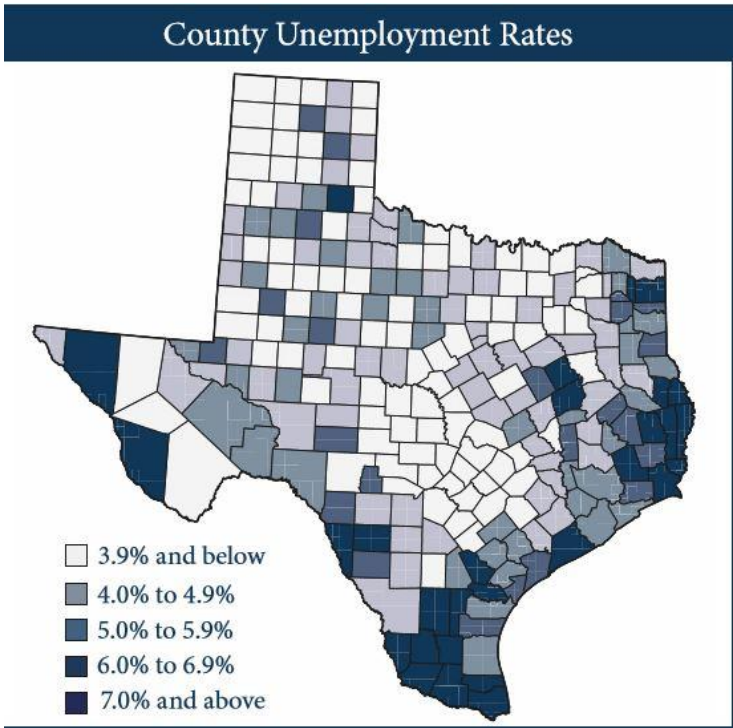 County Unemployment Rates
3.9% and below
4.0% to 4.9%
5.0% to 5.9%
6.0% to 6.9%
7.0% and above